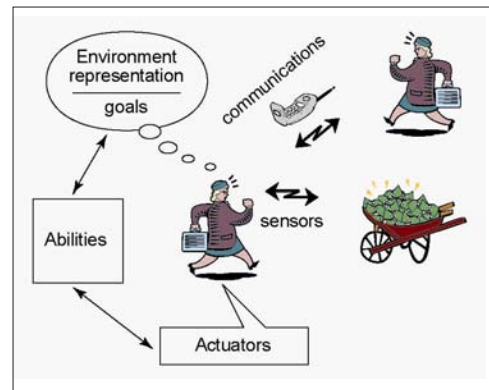 Environment
representation
goals
communications
sensors
Abilities
Actuators